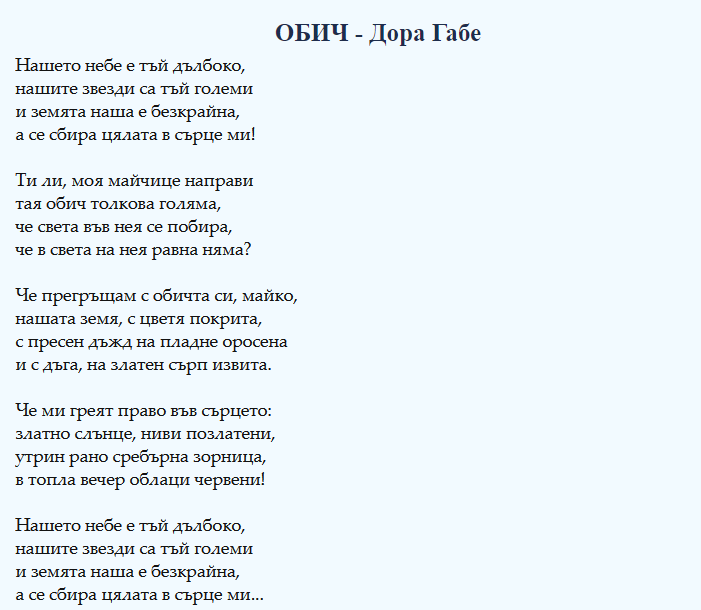 ОБИЧ - Дора Габе
Нашето небе е тъй дълбоко,
нашите звезди са тъй големи
и земята наша е безкрайна,
а се сбира цялата в сърце ми!
Ти ли, моя майчице направи
тая обич толкова голяма,
че света във нея се побира,
че в света на нея равна няма?
Че прегръщам с обичта си, майко,
нашата земя, с цветя покрита,
с пресен дъжд на пладне оросена
и с дъга, на златен сърп извита.
Че ми греят право във сърцето:
златно слънце, ниви позлатени,
утрин рано сребърна зорница,
в топла вечер облаци червени!
Нашето небе е тъй дълбоко,
нашите звезди са тъй големи
и земята наша е безкрайна,
а се сбира цялата в сърце ми...